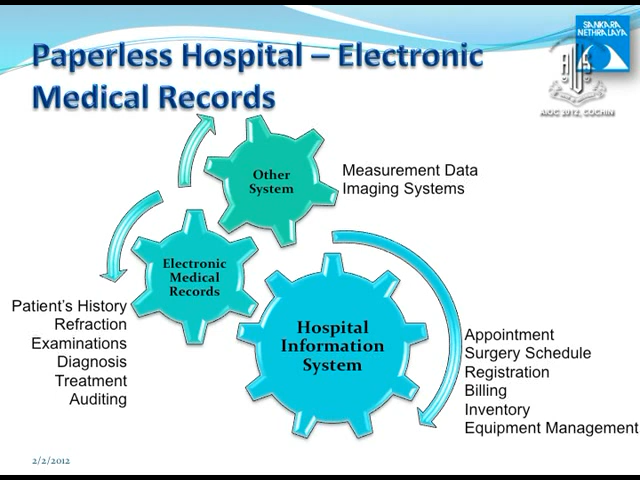 Paperless Hospital – Electronic
Medical Records
SANKARA
NETHRALAYA
AIOS
AIOC 2012, COCHIN
Other
System
Measurement Data
Imaging Systems
Electronic
Medical
Records
Patient's History
Refraction
Examinations
Diagnosis
Treatment
Auditing
Hospital
Information
System
Appointment
Surgery Schedule
Registration
Billing
Inventory
Equipment Management
2/2/2012